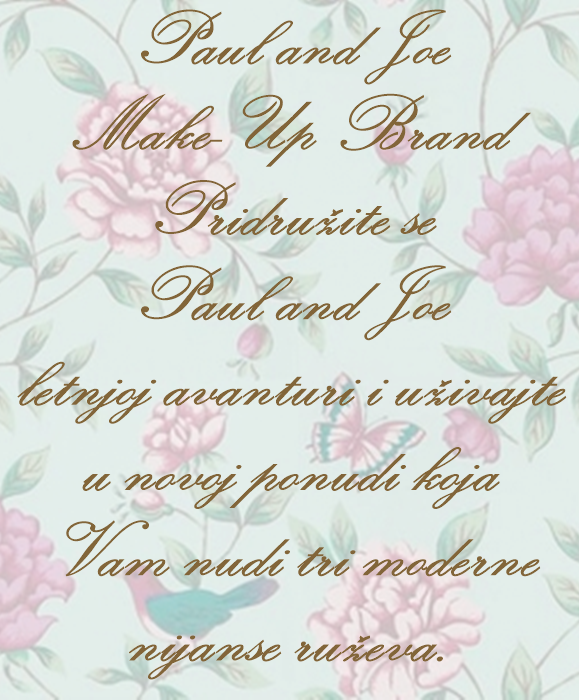 Paul and Joe
Make-Up Brand
Pridružite se
Paul and Joe
letnjoj avanturi i uživajte
u novoj ponudi koja
Vam nudi tri moderne
nijanse ruževa.